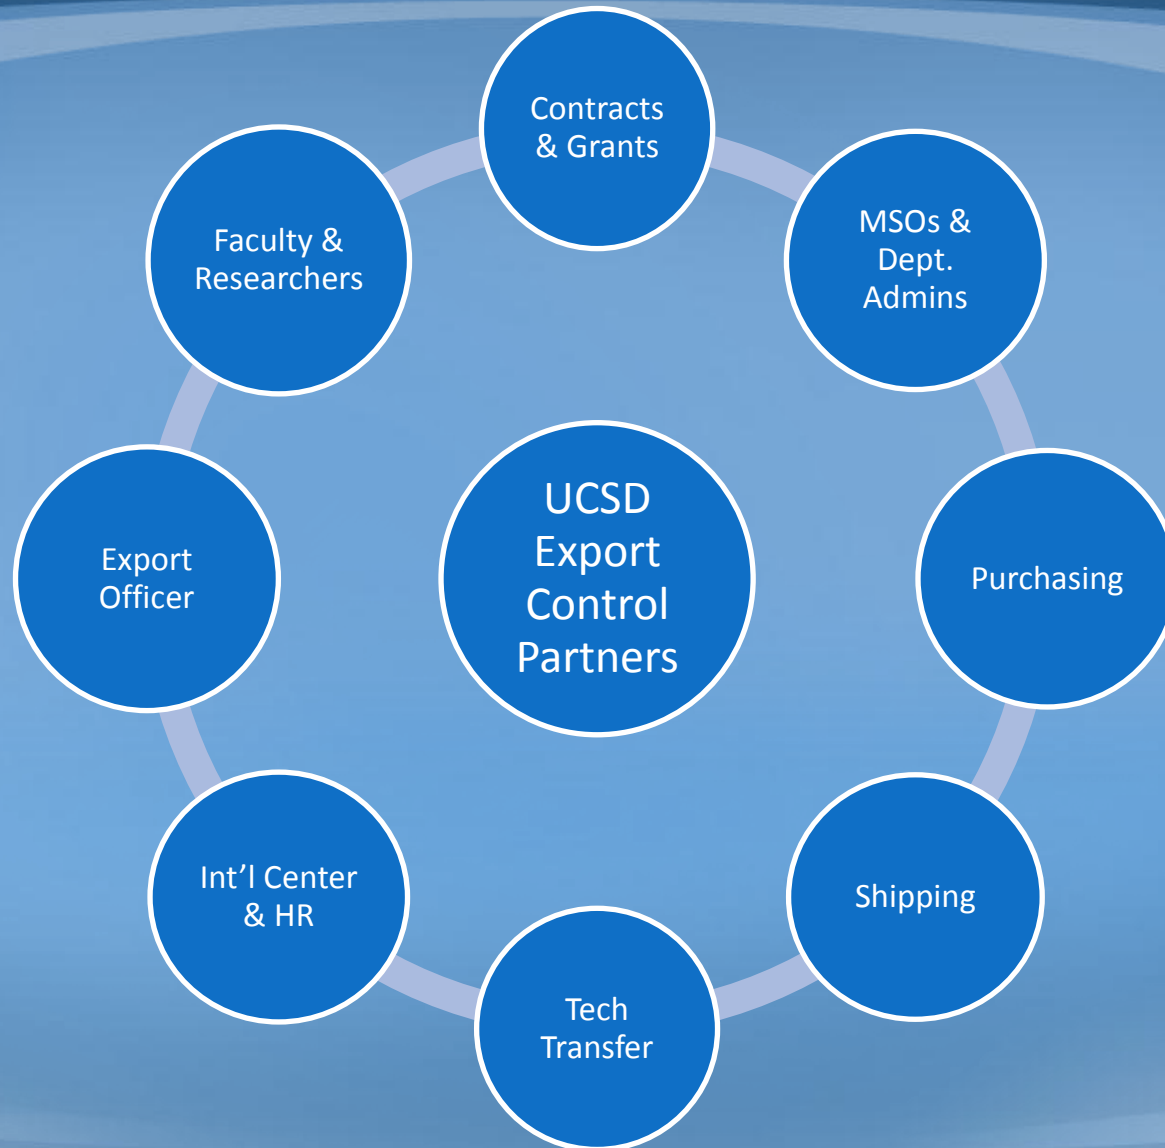 Contracts
& Grants
MSOs &
Dept.
Admins
Faculty &
Researchers
UCSD
Export
Control
Partners
Export
Officer
Purchasing
Int’l Center
& HR
Shipping
Tech
Transfer